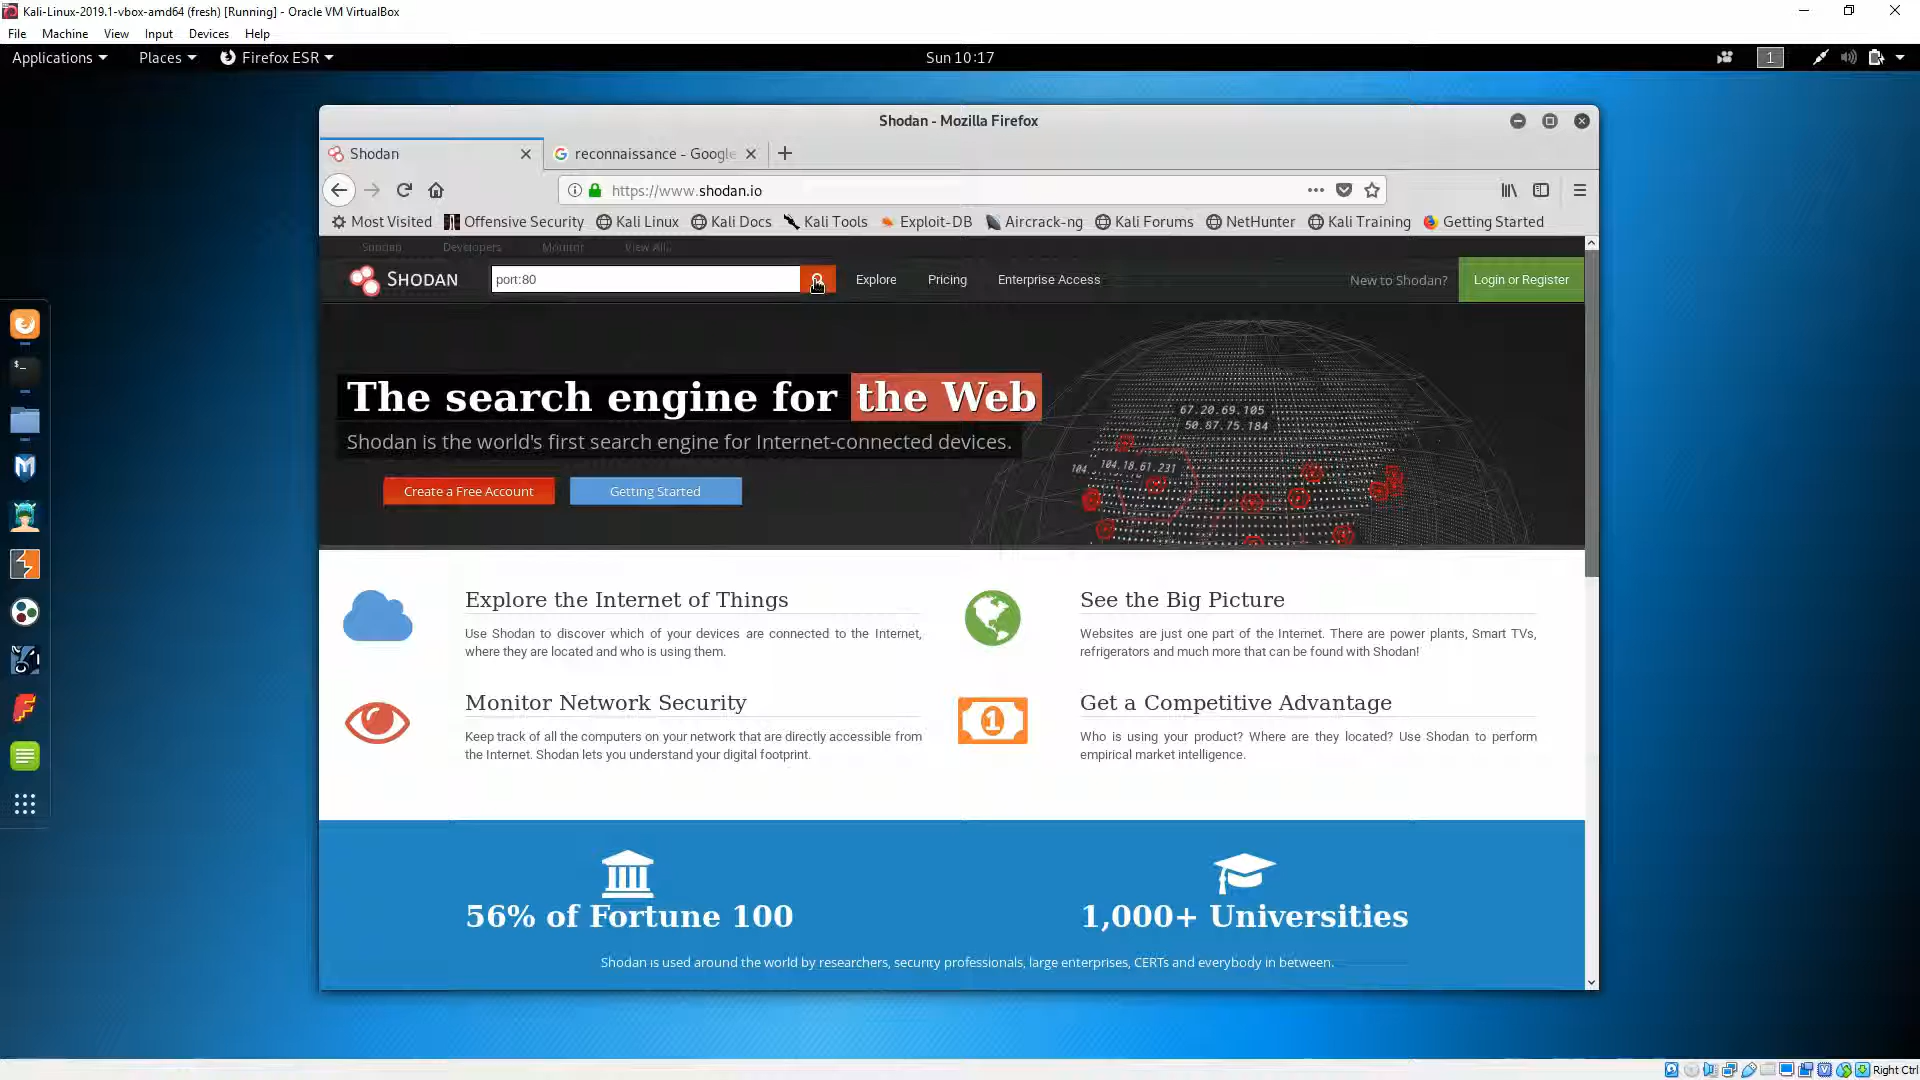 Kali-Linux-2019.1-vbox-amd64 (fresh) [Running] - Oracle VM VirtualBox
File Machine View Input Devices Help
Applications Places Firefox ESR Sun 10:17 1
Shodan - Mozilla Firefox
Shodan reconnaissance - Google
https://www.shodan.io
Most Visited Offensive Security Kali Linux Kali Docs Kali Tools Exploit-DB Aircrack-ng Kali Forums NetHunter Kali Training Getting Started
Shodan Developers Monitor View All...
SHODAN port:80 Explore Pricing Enterprise Access New to Shodan? Login or Register
The search engine for the Web
Shodan is the world's first search engine for Internet-connected devices.
Create a Free Account Getting Started
67.20.69.105
50.87.75.184
104. 104.18.61.231
Explore the Internet of Things
Use Shodan to discover which of your devices are connected to the Internet,
where they are located and who is using them.
See the Big Picture
Websites are just one part of the Internet. There are power plants, Smart TVs,
refrigerators and much more that can be found with Shodan!
Monitor Network Security
Keep track of all the computers on your network that are directly accessible from
the Internet. Shodan lets you understand your digital footprint.
Get a Competitive Advantage
Who is using your product? Where are they located? Use Shodan to perform
empirical market intelligence.
56% of Fortune 100
1,000+ Universities
Shodan is used around the world by researchers, security professionals, large enterprises, CERTs and everybody in between.
Right Ctrl